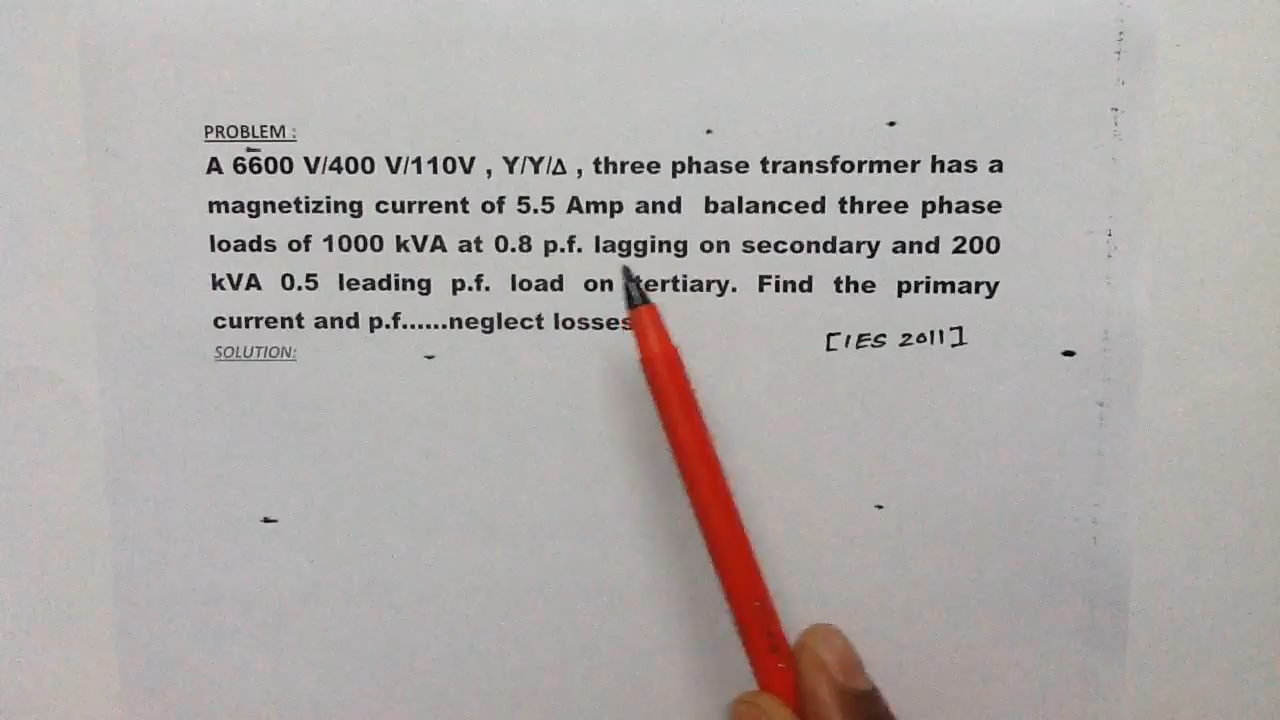 PROBLEM :
A 6600 V/400 V/110V , Y/Y/Δ , three phase transformer has a
magnetizing current of 5.5 Amp and balanced three phase
loads of 1000 kVA at 0.8 p.f. lagging on secondary and 200
kVA 0.5 leading p.f. load on tertiary. Find the primary
current and p.f......neglect losses
[IES 2011]
SOLUTION: